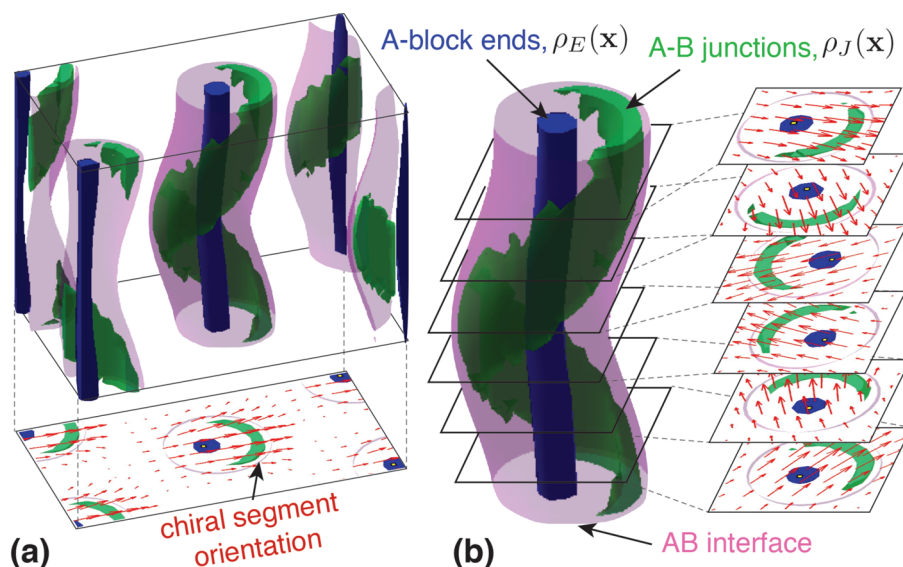 A-block ends, ρ_E(x)
A-B junctions, ρ_J(x)
chiral segment
orientation
(a)
(b)
AB interface